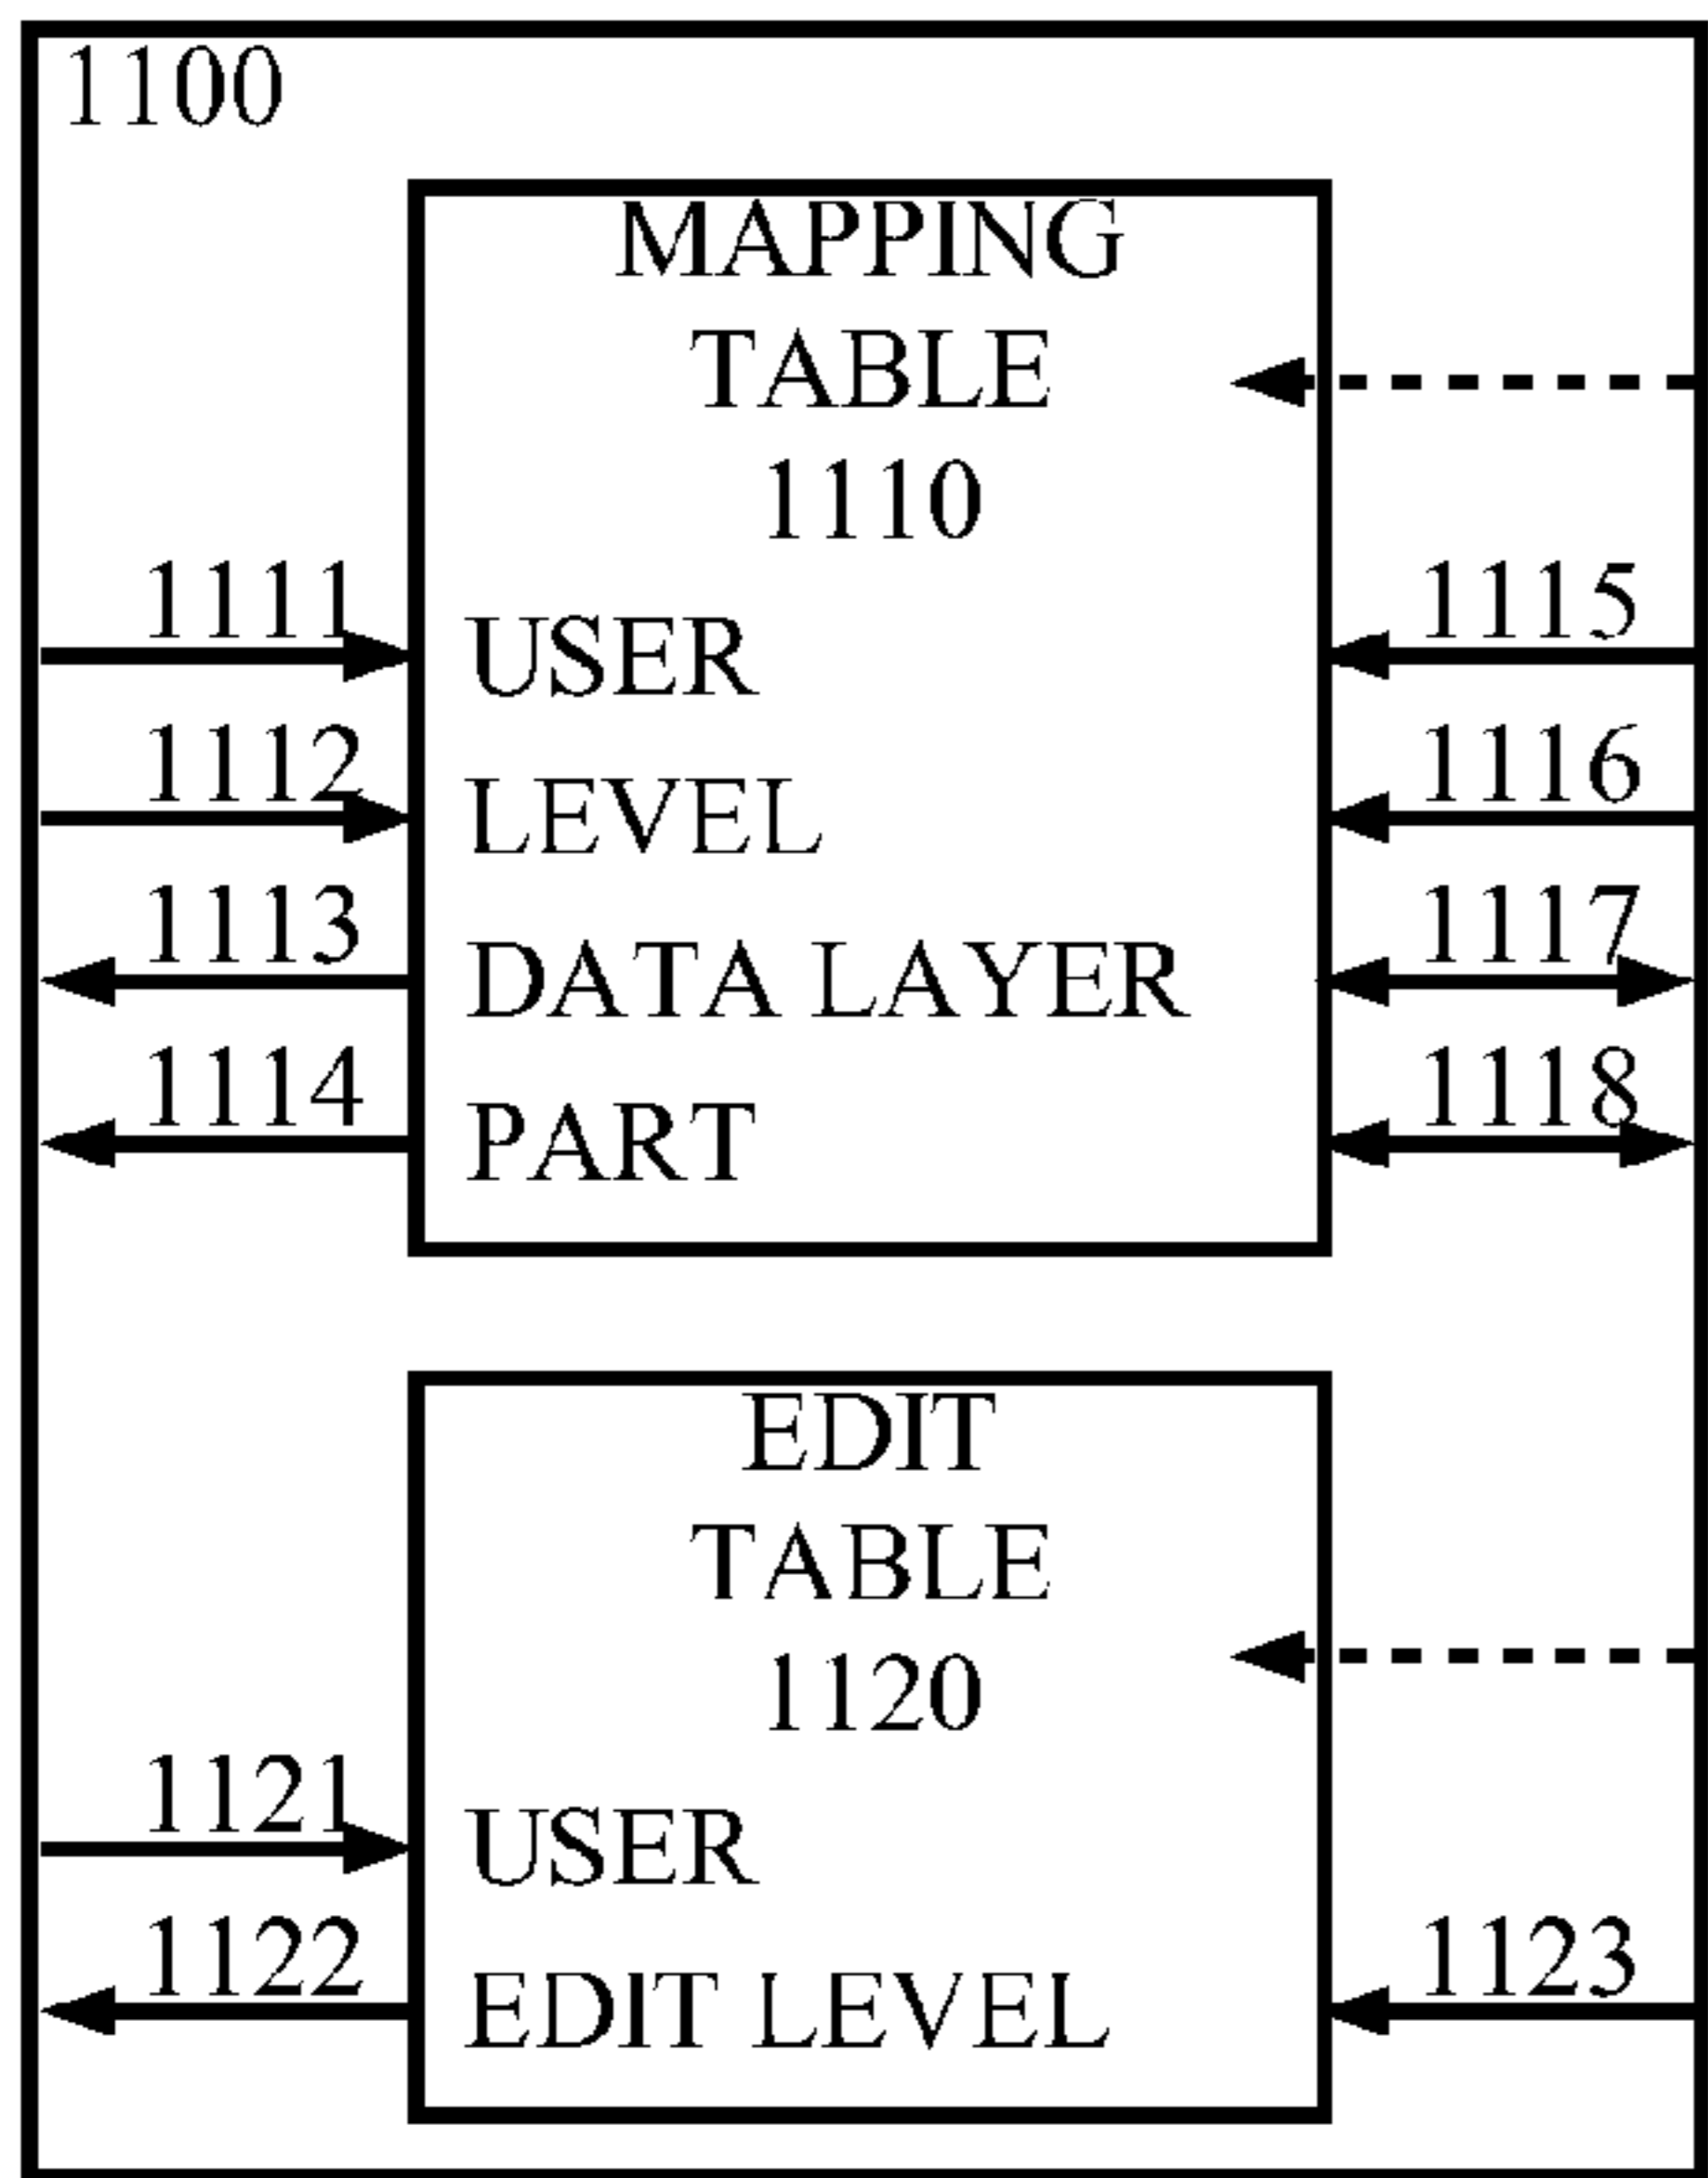 1100
MAPPING
TABLE
1110
1111
USER
1115
1112
LEVEL
1116
1113
DATA LAYER
1117
1114
PART
1118
EDIT
TABLE
1120
1121
USER
1122
EDIT LEVEL
1123